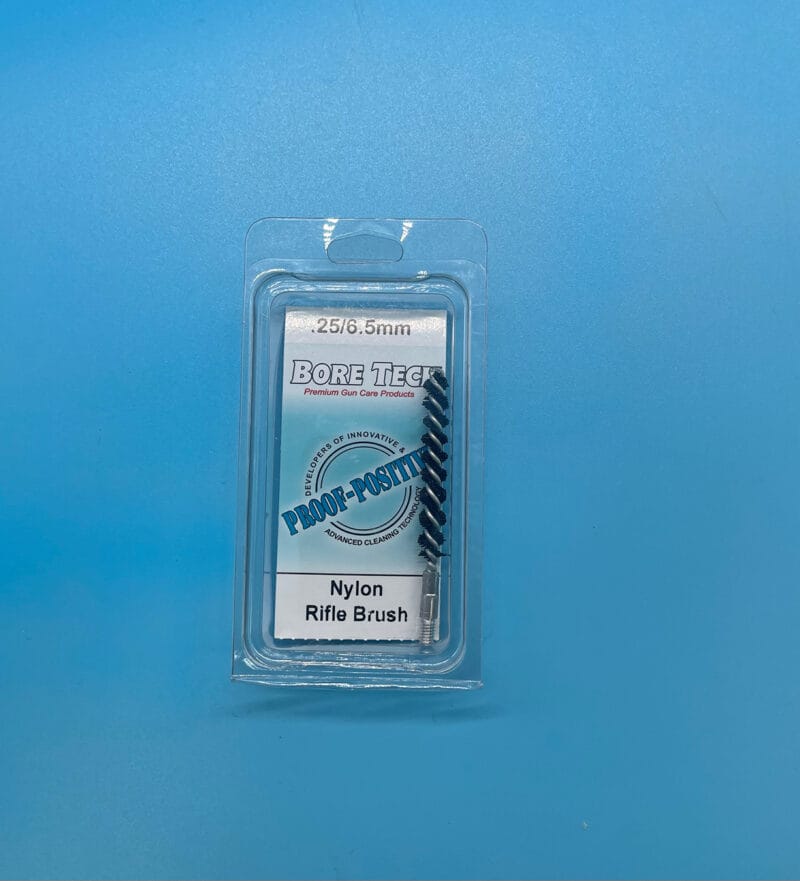 .25/6.5mm
BORE TECH
Premium Gun Care Products
DEVELOPERS OF INNOVATIVE &
PROOF-POSITIVE
ADVANCED CLEANING TECHNOLOGY
Nylon
Rifle Brush